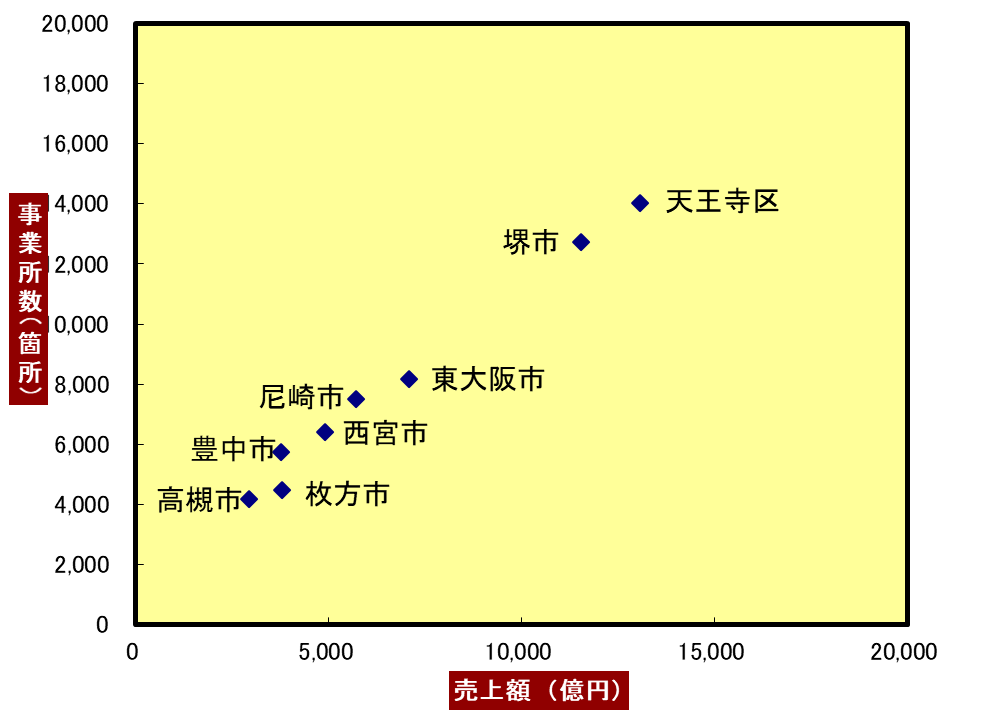 20,000
18,000
16,000
14,000
12,000
10,000
8,000
6,000
4,000
2,000
0
事業所数(箇所)
天王寺区
堺市
東大阪市
尼崎市
西宮市
豊中市
枚方市
高槻市
0
5,000
10,000
15,000
20,000
売上額（億円)